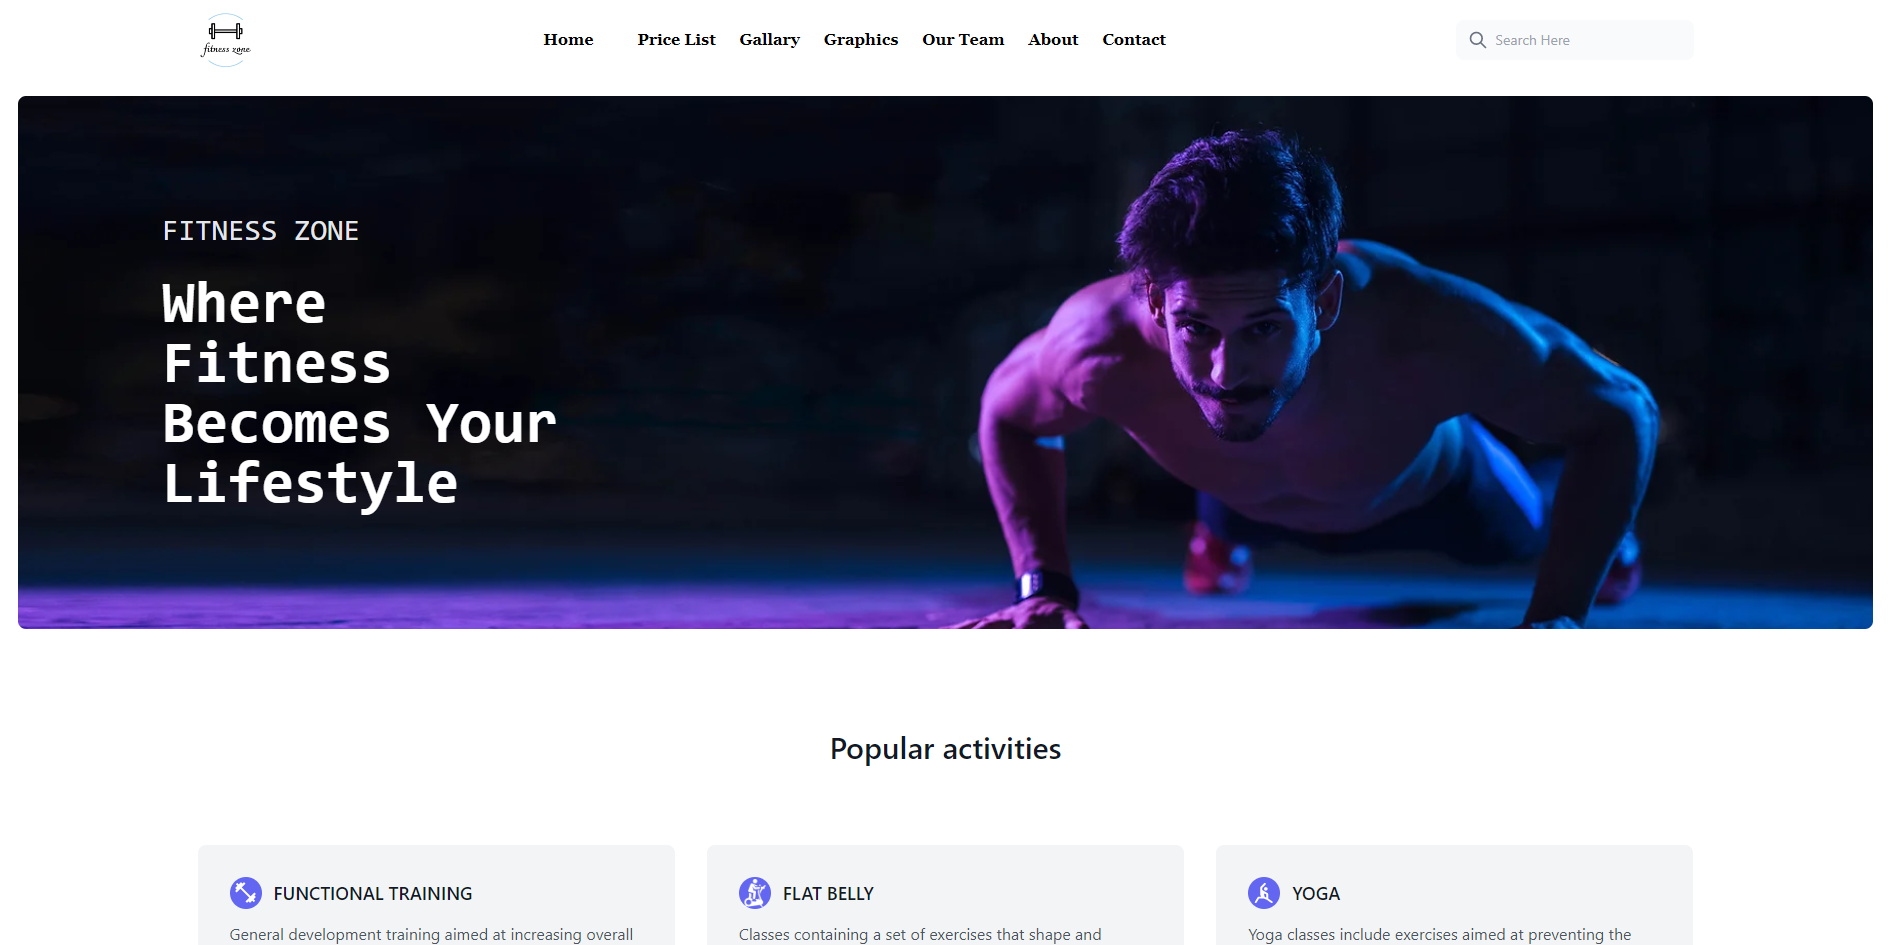 fitness zone
Home Price List Gallary Graphics Our Team About Contact
Search Here
FITNESS ZONE
Where
Fitness
Becomes Your
Lifestyle
Popular activities
FUNCTIONAL TRAINING
General development training aimed at increasing overall
FLAT BELLY
Classes containing a set of exercises that shape and
YOGA
Yoga classes include exercises aimed at preventing the